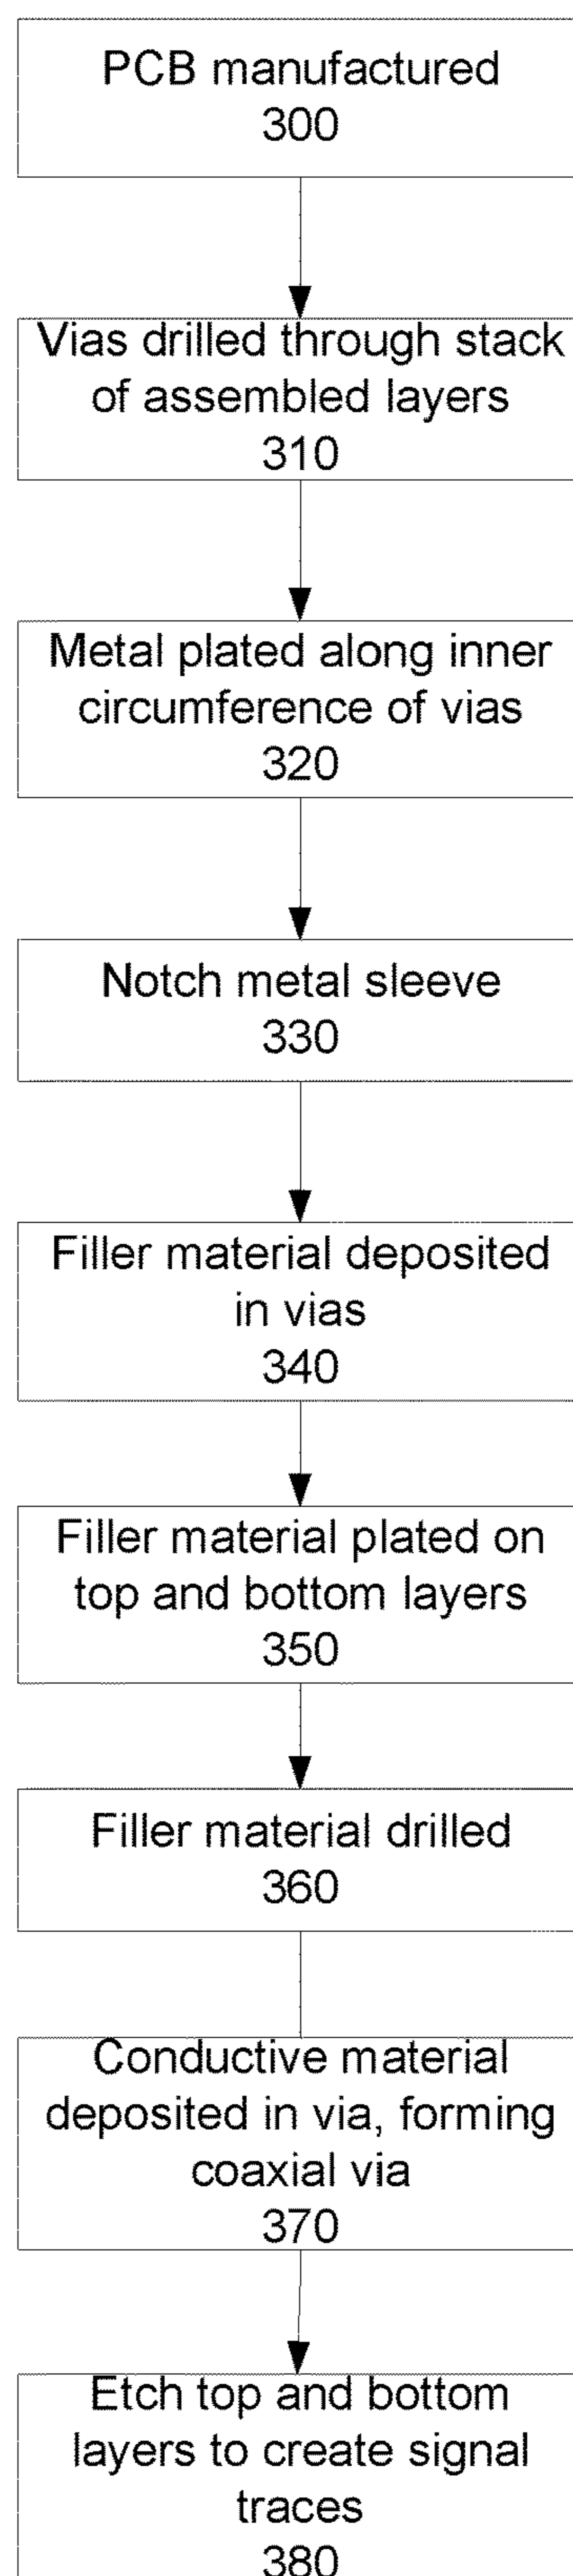 PCB manufactured
300
Vias drilled through stack
of assembled layers
310
Metal plated along inner
circumference of vias
320
Notch metal sleeve
330
Filler material deposited
in vias
340
Filler material plated on
top and bottom layers
350
Filler material drilled
360
Conductive material
deposited in via, forming
coaxial via
370
Etch top and bottom
layers to create signal
traces
380